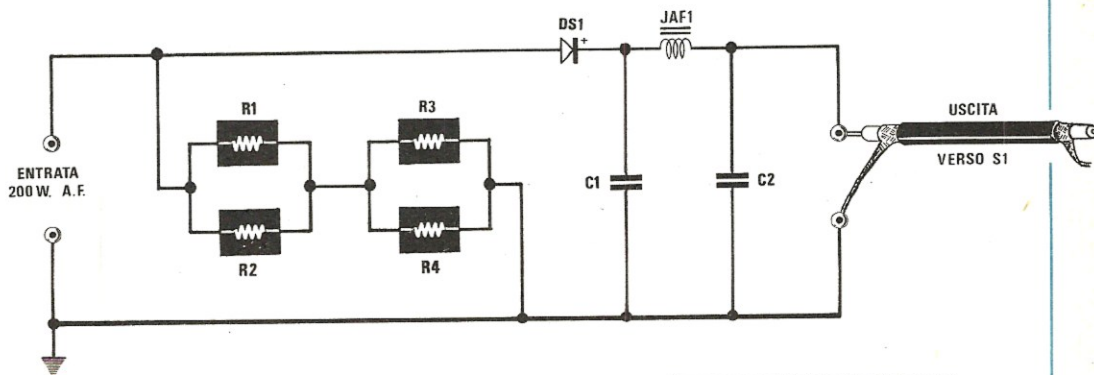 DS1
+
JAF1
R1
R3
ENTRATA
200 W. A.F.
R2
R4
C1
C2
USCITA
VERSO S1